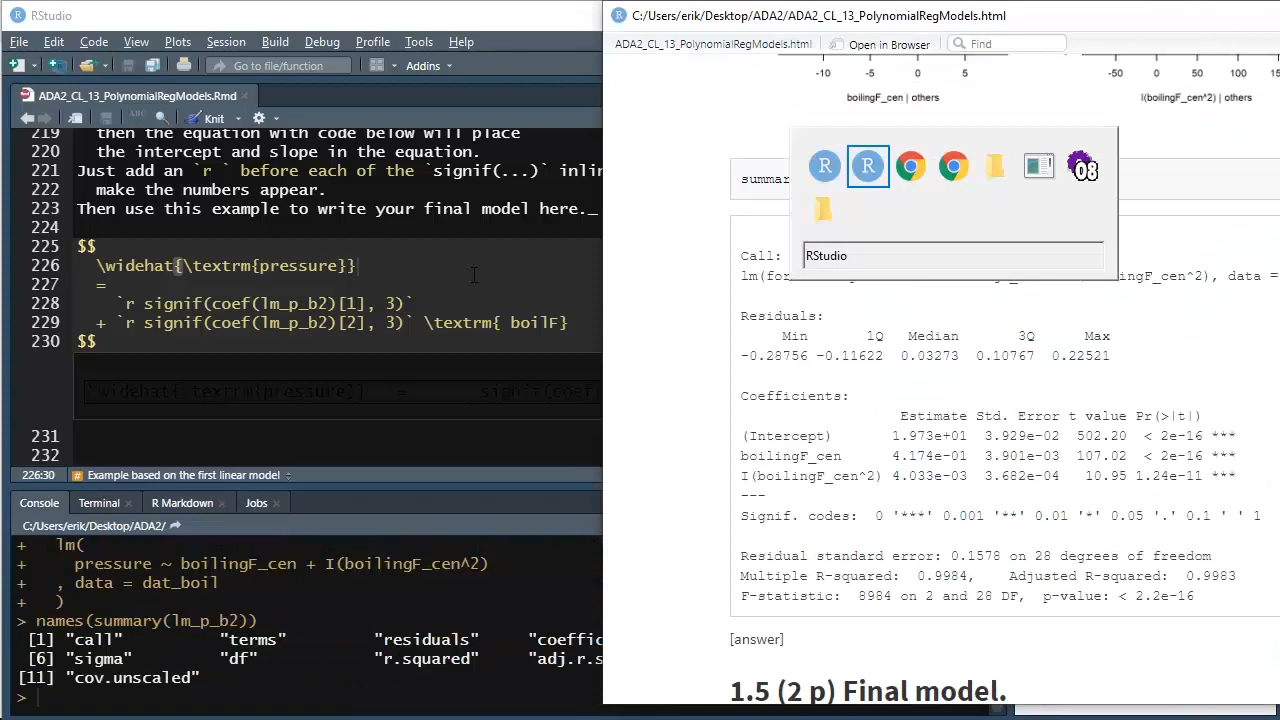 RStudio
File Edit Code View Plots Session Build Debug Profile Tools Help
Go to file/function Addins
ADA2_CL_13_PolynomialRegModels.Rmd
Knit
219 then the equation with code below will place
220 the intercept and slope in the equation.
221 Just add an `r ` before each of the `signif(...)` inlin
222 make the numbers appear.
223 Then use this example to write your final model here._
224
225 $$
226 \widehat{\textrm{pressure}}
227 =
228 `r signif(coef(lm_p_b2)[1], 3)`
229 + `r signif(coef(lm_p_b2)[2], 3)` \textrm{ boilF}
230 $$
\widehat{ textrm{pressure}} = signif(coef
231
232
226:30 # Example based on the first linear model
Console Terminal R Markdown Jobs
C:/Users/erik/Desktop/ADA2/
+ lm(
+ pressure ~ boilingF_cen + I(boilingF_cen^2)
+ , data = dat_boil
+ )
> names(summary(lm_p_b2))
[1] "call" "terms" "residuals" "coeffic
[6] "sigma" "df" "r.squared" "adj.r.s
[11] "cov.unscaled"
>
C:/Users/erik/Desktop/ADA2/ADA2_CL_13_PolynomialRegModels.html
ADA2_CL_13_PolynomialRegModels.html Open in Browser Find
-10 -5 0 5 -50 0 50 100 15
boilingF_cen | others I(boilingF_cen^2) | others
08
RStudio
summar
Call:
lm(for ingF_cen^2), data =
Residuals:
Min 1Q Median 3Q Max
-0.28756 -0.11622 0.03273 0.10767 0.22521
Coefficients:
Estimate Std. Error t value Pr(>|t|)
(Intercept) 1.973e+01 3.929e-02 502.20 < 2e-16 ***
boilingF_cen 4.174e-01 3.901e-03 107.02 < 2e-16 ***
I(boilingF_cen^2) 4.033e-03 3.682e-04 10.95 1.24e-11 ***
---
Signif. codes: 0 '***' 0.001 '**' 0.01 '*' 0.05 '.' 0.1 ' ' 1
Residual standard error: 0.1578 on 28 degrees of freedom
Multiple R-squared: 0.9984, Adjusted R-squared: 0.9983
F-statistic: 8984 on 2 and 28 DF, p-value: < 2.2e-16
[answer]
1.5 (2 p) Final model.